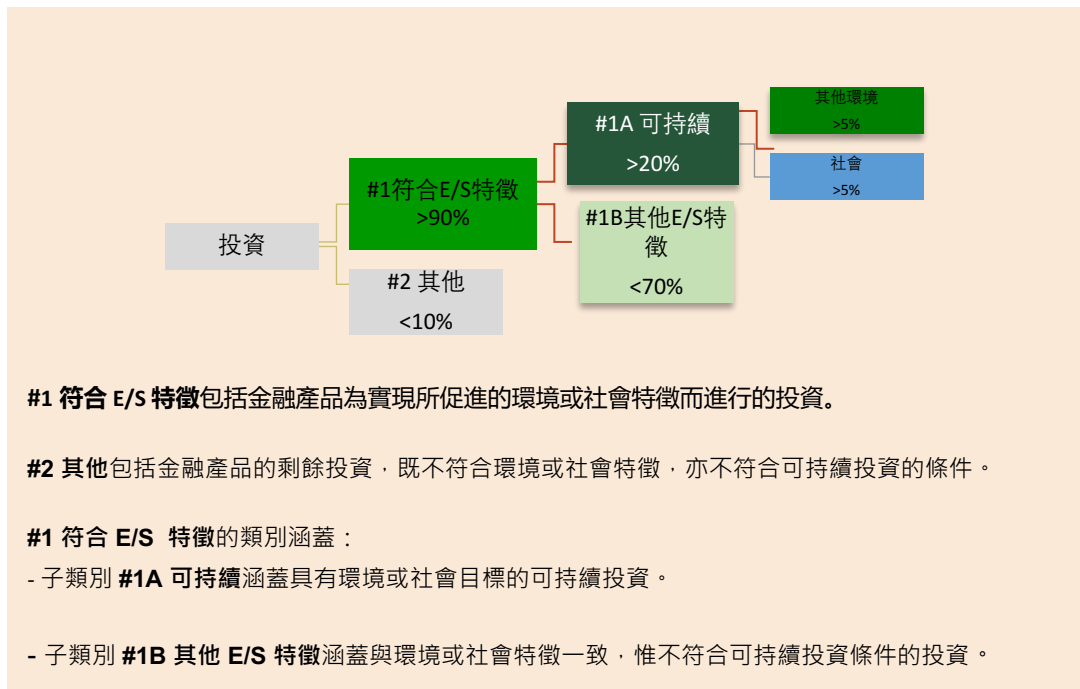 其他環境
>5%
#1A 可持續
>20%
社會
>5%
#1符合E/S特徵
>90%
#1B其他E/S特
徵
<70%
投資
#2 其他
<10%
#1 符合 E/S 特徵包括金融產品為實現所促進的環境或社會特徵而進行的投資。
#2 其他包括金融產品的剩餘投資，既不符合環境或社會特徵，亦不符合可持續投資的條件。
#1 符合 E/S 特徵的類別涵蓋：
- 子類別 #1A 可持續涵蓋具有環境或社會目標的可持續投資。
- 子類別 #1B 其他 E/S 特徵涵蓋與環境或社會特徵一致，惟不符合可持續投資條件的投資。